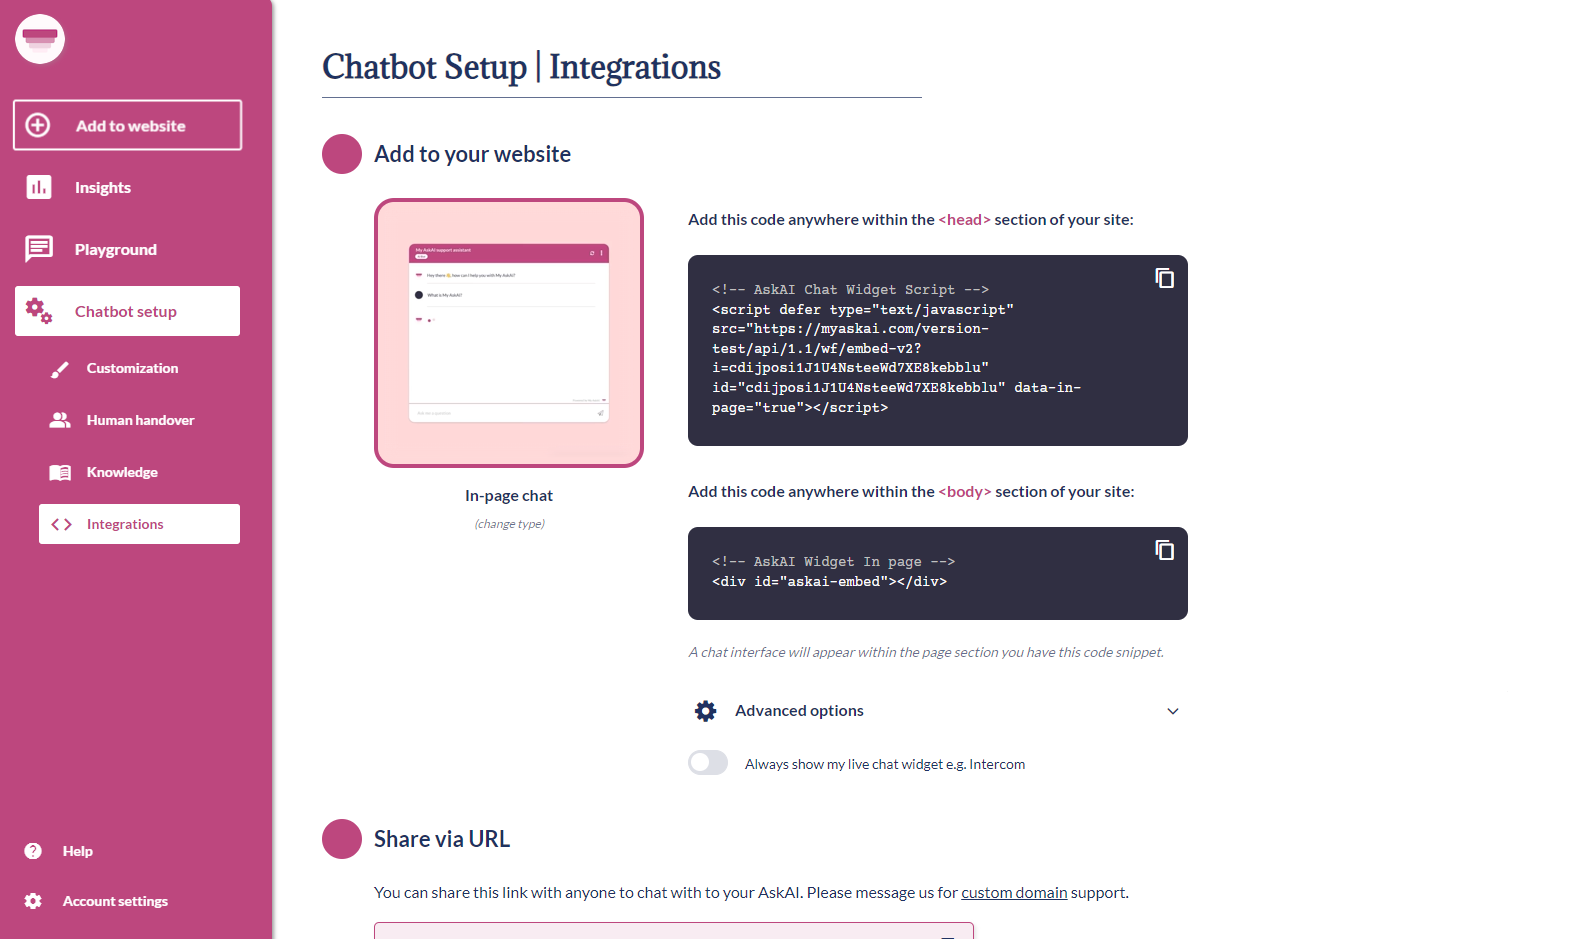 Chatbot Setup | Integrations
Add to website
Insights
Playground
Chatbot setup
Customization
Human handover
Knowledge
Integrations
Help
Account settings
Add to your website
My AskAI support assistant
Hey there 👋 how can I help you with My AskAI?
What is My AskAI?
Ask me a question
In-page chat
(change type)
Add this code anywhere within the <head> section of your site:
<!-- AskAI Chat Widget Script -->
<script defer type="text/javascript"
src="https://myaskai.com/version-
test/api/1.1/wf/embed-v2?
i=cdijposi1J1U4NsteeWd7XE8kebblu"
id="cdijposi1J1U4NsteeWd7XE8kebblu" data-in-
page="true"></script>
Add this code anywhere within the <body> section of your site:
<!-- AskAI Widget In page -->
<div id="askai-embed"></div>
A chat interface will appear within the page section you have this code snippet.
Advanced options
Always show my live chat widget e.g. Intercom
Share via URL
You can share this link with anyone to chat with to your AskAI. Please message us for custom domain support.